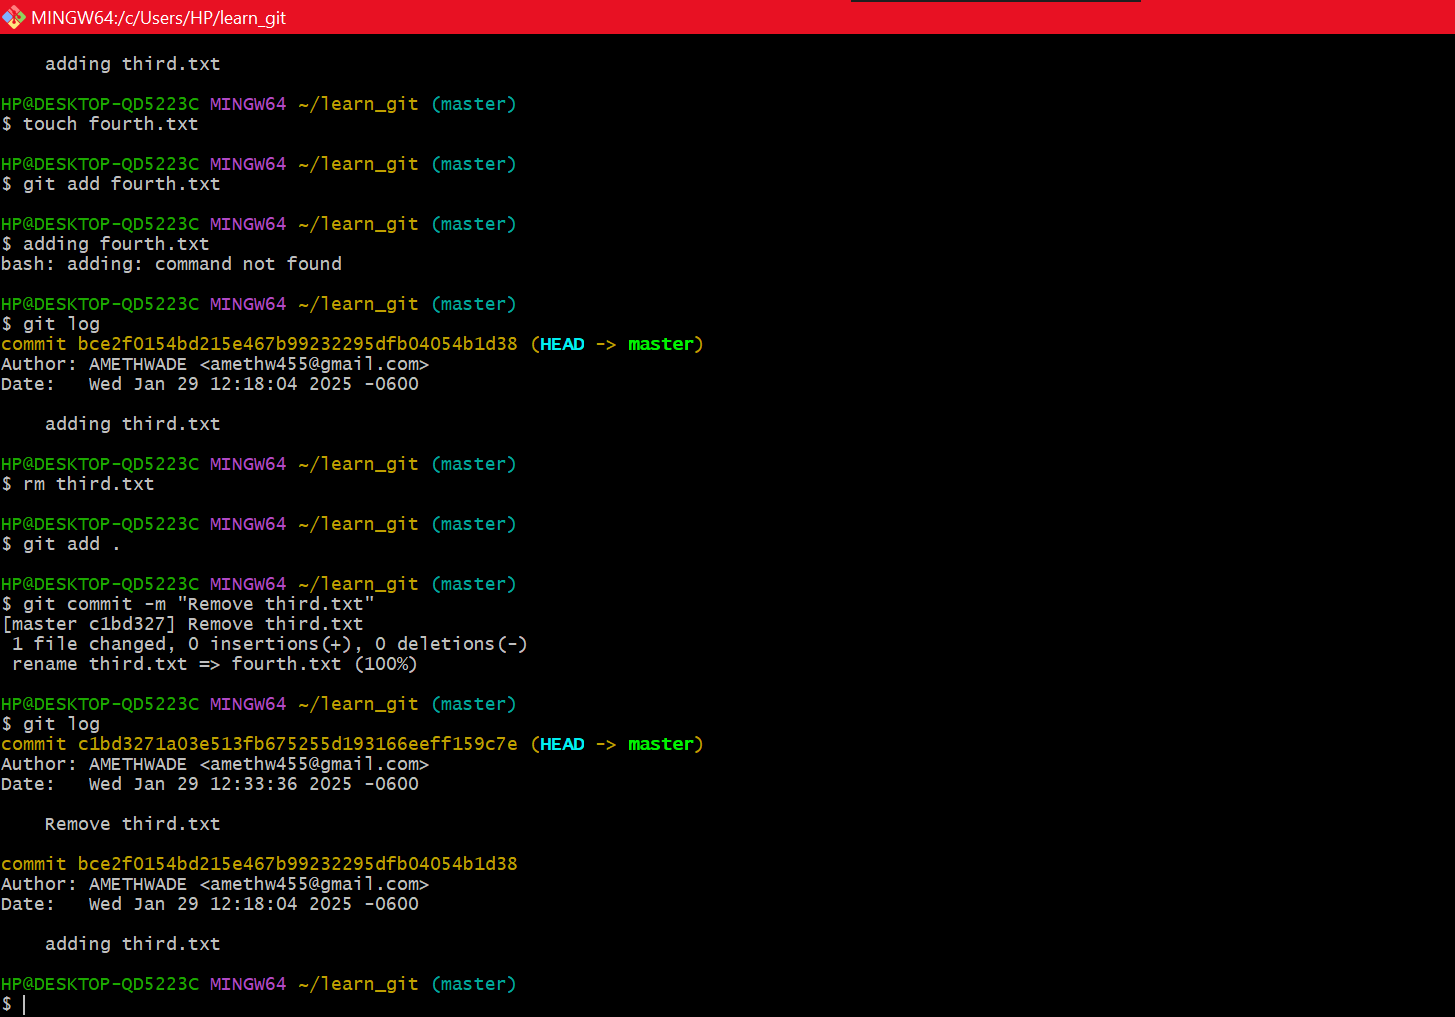 MINGW64:/c/Users/HP/learn_git
adding third.txt
HP@DESKTOP-QD5223C MINGW64 ~/learn_git (master)
$ touch fourth.txt
HP@DESKTOP-QD5223C MINGW64 ~/learn_git (master)
$ git add fourth.txt
HP@DESKTOP-QD5223C MINGW64 ~/learn_git (master)
$ adding fourth.txt
bash: adding: command not found
HP@DESKTOP-QD5223C MINGW64 ~/learn_git (master)
$ git log
commit bce2f0154bd215e467b99232295dfb04054b1d38 (HEAD -> master)
Author: AMETHWADE <amethw455@gmail.com>
Date:   Wed Jan 29 12:18:04 2025 -0600
adding third.txt
HP@DESKTOP-QD5223C MINGW64 ~/learn_git (master)
$ rm third.txt
HP@DESKTOP-QD5223C MINGW64 ~/learn_git (master)
$ git add .
HP@DESKTOP-QD5223C MINGW64 ~/learn_git (master)
$ git commit -m "Remove third.txt"
[master c1bd327] Remove third.txt
1 file changed, 0 insertions(+), 0 deletions(-)
rename third.txt => fourth.txt (100%)
HP@DESKTOP-QD5223C MINGW64 ~/learn_git (master)
$ git log
commit c1bd3271a03e513fb675255d193166eeff159c7e (HEAD -> master)
Author: AMETHWADE <amethw455@gmail.com>
Date:   Wed Jan 29 12:33:36 2025 -0600
Remove third.txt
commit bce2f0154bd215e467b99232295dfb04054b1d38
Author: AMETHWADE <amethw455@gmail.com>
Date:   Wed Jan 29 12:18:04 2025 -0600
adding third.txt
HP@DESKTOP-QD5223C MINGW64 ~/learn_git (master)
$